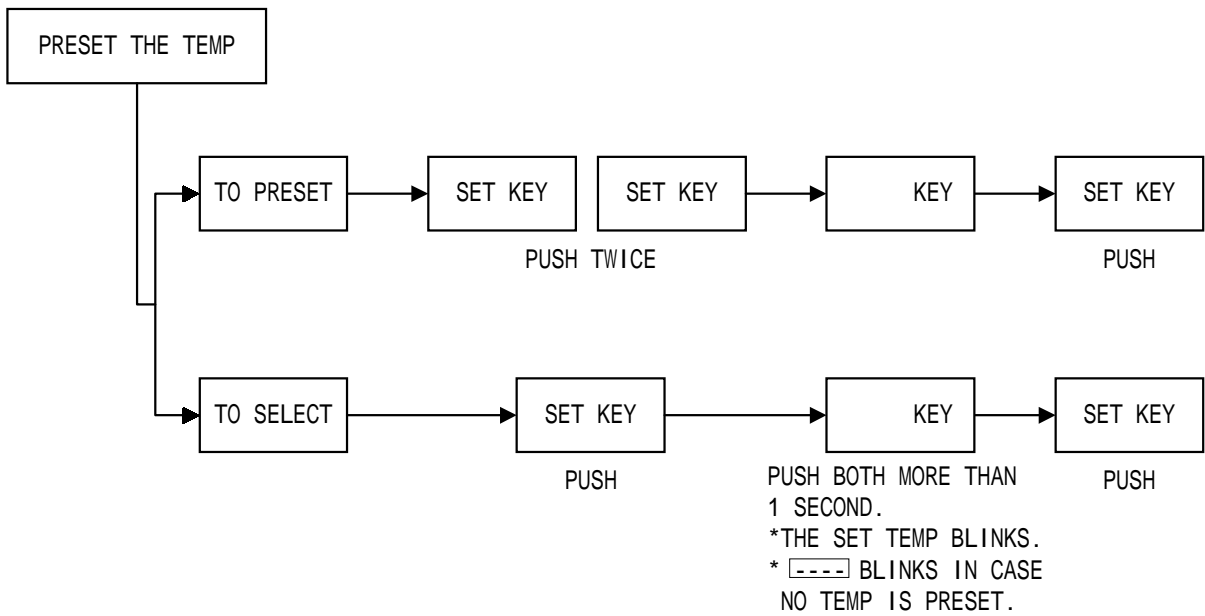 PRESET THE TEMP
TO PRESET
SET KEY
SET KEY
KEY
SET KEY
PUSH TWICE
PUSH
TO SELECT
SET KEY
KEY
SET KEY
PUSH
PUSH BOTH MORE THAN
1 SECOND.
*THE SET TEMP BLINKS.
* ---- BLINKS IN CASE
NO TEMP IS PRESET.
PUSH